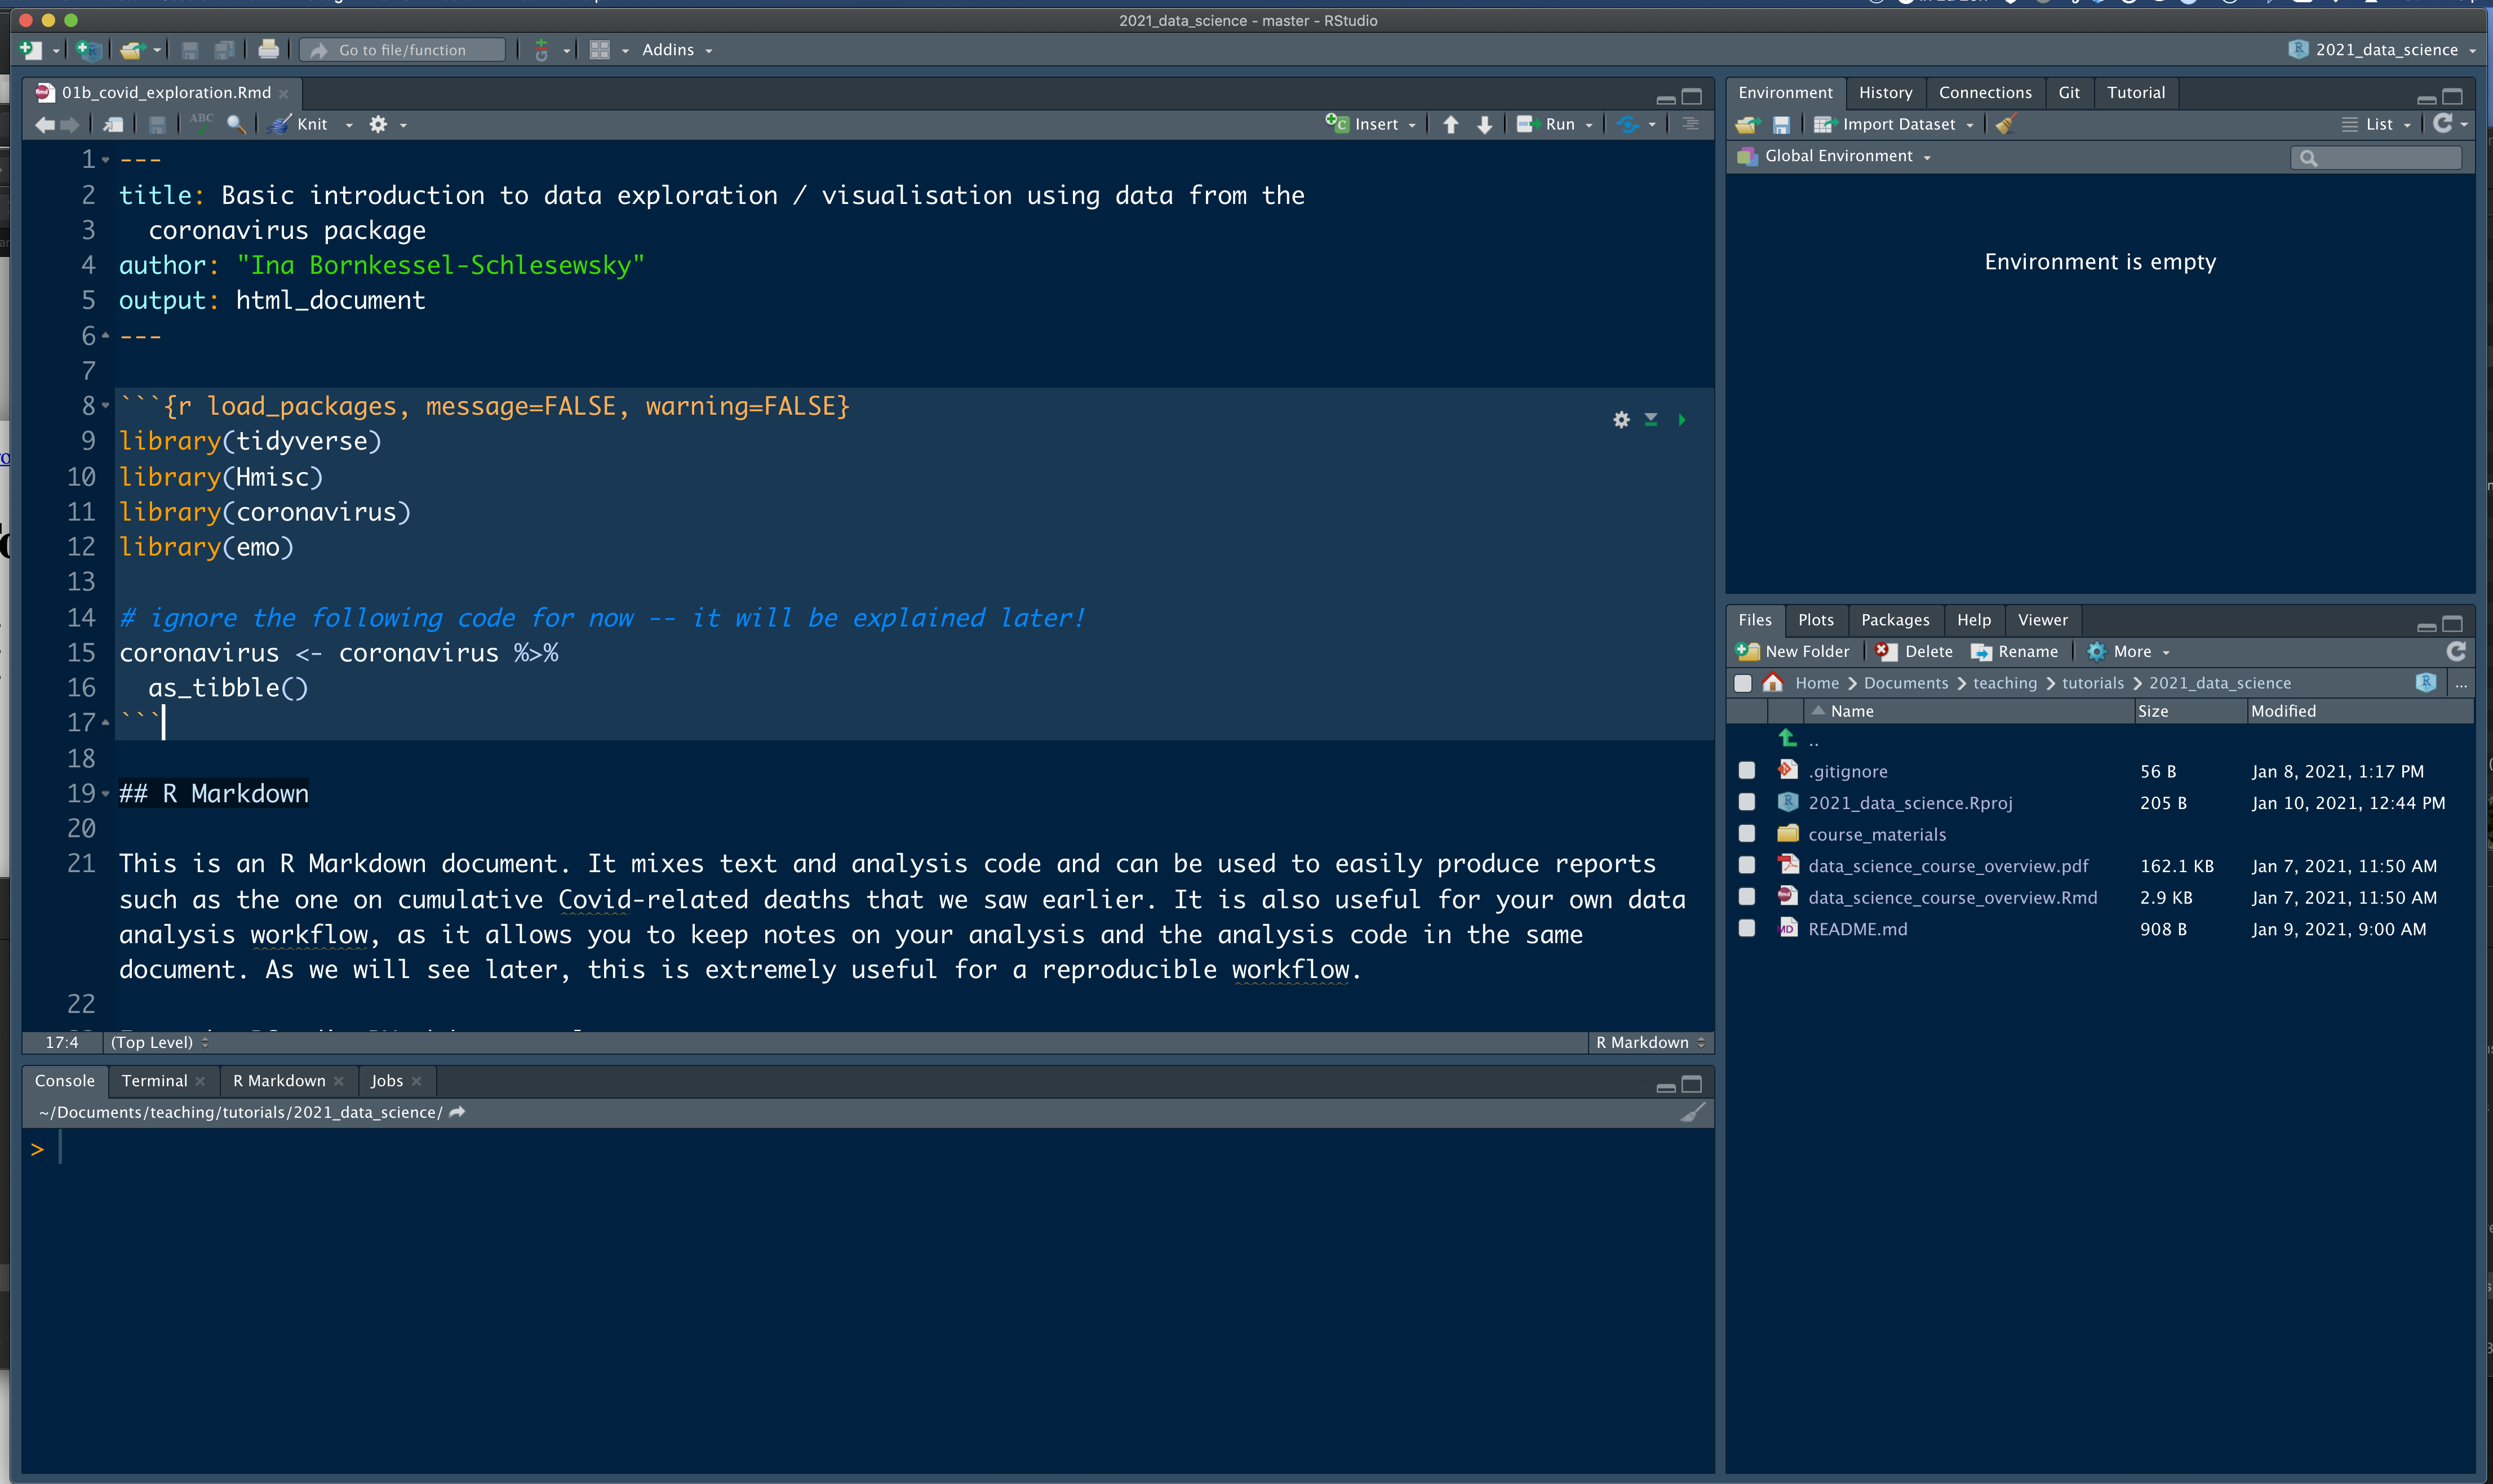 2021_data_science - master - RStudio
Go to file/function
Addins
2021_data_science
01b_covid_exploration.Rmd
ABC
Knit
Insert
Run
1 ---
2 title: Basic introduction to data exploration / visualisation using data from the
3 coronavirus package
4 author: "Ina Bornkessel-Schlesewsky"
5 output: html_document
6 ---
7
8 ```{r load_packages, message=FALSE, warning=FALSE}
9 library(tidyverse)
10 library(Hmisc)
11 library(coronavirus)
12 library(emo)
13
14 # ignore the following code for now -- it will be explained later!
15 coronavirus <- coronavirus %>%
16 as_tibble()
17 ```
18
19 ## R Markdown
20
21 This is an R Markdown document. It mixes text and analysis code and can be used to easily produce reports
such as the one on cumulative Covid-related deaths that we saw earlier. It is also useful for your own data
analysis workflow, as it allows you to keep notes on your analysis and the analysis code in the same
document. As we will see later, this is extremely useful for a reproducible workflow.
22
17:4 (Top Level) R Markdown
Console Terminal R Markdown Jobs
~/Documents/teaching/tutorials/2021_data_science/
>
Environment History Connections Git Tutorial
Import Dataset List
Global Environment
Environment is empty
Files Plots Packages Help Viewer
New Folder Delete Rename More
Home Documents teaching tutorials 2021_data_science ...
Name Size Modified
..
.gitignore 56 B Jan 8, 2021, 1:17 PM
2021_data_science.Rproj 205 B Jan 10, 2021, 12:44 PM
course_materials
data_science_course_overview.pdf 162.1 KB Jan 7, 2021, 11:50 AM
data_science_course_overview.Rmd 2.9 KB Jan 7, 2021, 11:50 AM
README.md 908 B Jan 9, 2021, 9:00 AM